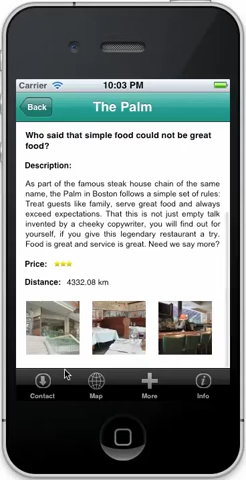 Carrier 10:03 PM
Back The Palm
Who said that simple food could not be great
food?
Description:
As part of the famous steak house chain of the same
name, the Palm in Boston follows a simple set of rules:
Treat guests like family, serve great food and always
exceed expectations. That this is not just empty talk
invented by a cheeky copywriter, you will find out for
yourself, if you give this legendary restaurant a try.
Food is great and service is great. Need we say more?
Price:
Distance: 4332,08 km
Contact Map More Info